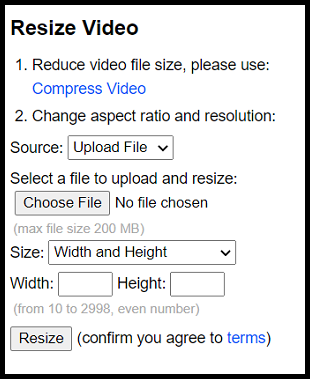 Resize Video
1. Reduce video file size, please use:
Compress Video
2. Change aspect ratio and resolution:
Source: Upload File
Select a file to upload and resize:
Choose File No file chosen
(max file size 200 MB)
Size: Width and Height
Width: Height:
(from 10 to 2998, even number)
Resize (confirm you agree to terms)